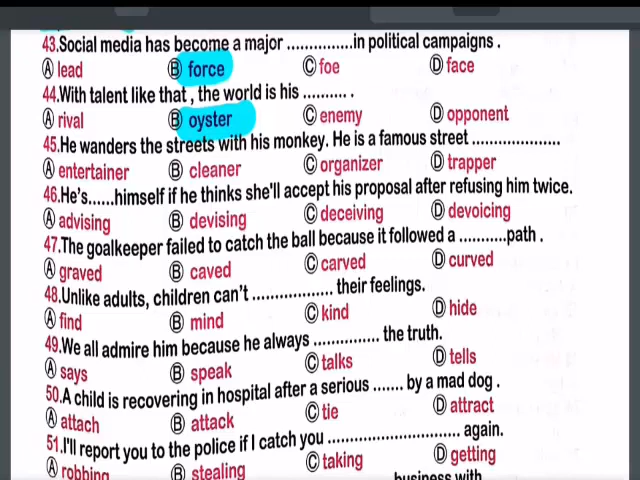 43.Social media has become a major ...............in political campaigns .
Ⓐ lead Ⓑ force Ⓒ foe Ⓓ face
44.With talent like that , the world is his .......... .
Ⓐ rival Ⓑ oyster Ⓒ enemy Ⓓ opponent
45.He wanders the streets with his monkey. He is a famous street ....................
Ⓐ entertainer Ⓑ cleaner Ⓒ organizer Ⓓ trapper
46.He's......himself if he thinks she'll accept his proposal after refusing him twice.
Ⓐ advising Ⓑ devising Ⓒ deceiving Ⓓ devoicing
47.The goalkeeper failed to catch the ball because it followed a ...........path .
Ⓐ graved Ⓑ caved Ⓒ carved Ⓓ curved
48.Unlike adults, children can't .................. their feelings.
Ⓐ find Ⓑ mind Ⓒ kind Ⓓ hide
49.We all admire him because he always ............... the truth.
Ⓐ says Ⓑ speak Ⓒ talks Ⓓ tells
50.A child is recovering in hospital after a serious ....... by a mad dog .
Ⓐ attach Ⓑ attack Ⓒ tie Ⓓ attract
51.I'll report you to the police if I catch you ............................. again.
Ⓐ robbing Ⓑ stealing Ⓒ taking Ⓓ getting
business with